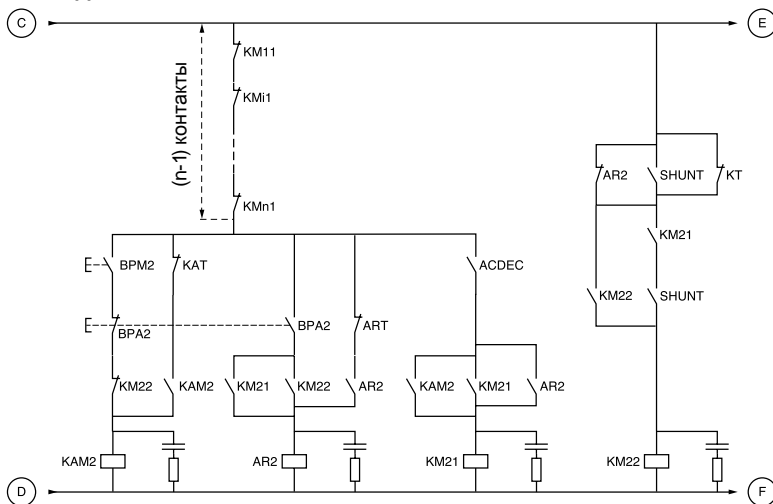 C
E
KM11
KMi1
(n-1) контакты
AR2
SHUNT
KT
KMn1
KM21
BPM2
KAT
ACDEC
KM22
SHUNT
BPA2
BPA2
ART
KM22
KAM2
KM21
KM22
AR2
KAM2
KM21
AR2
KAM2
AR2
KM21
KM22
D
F